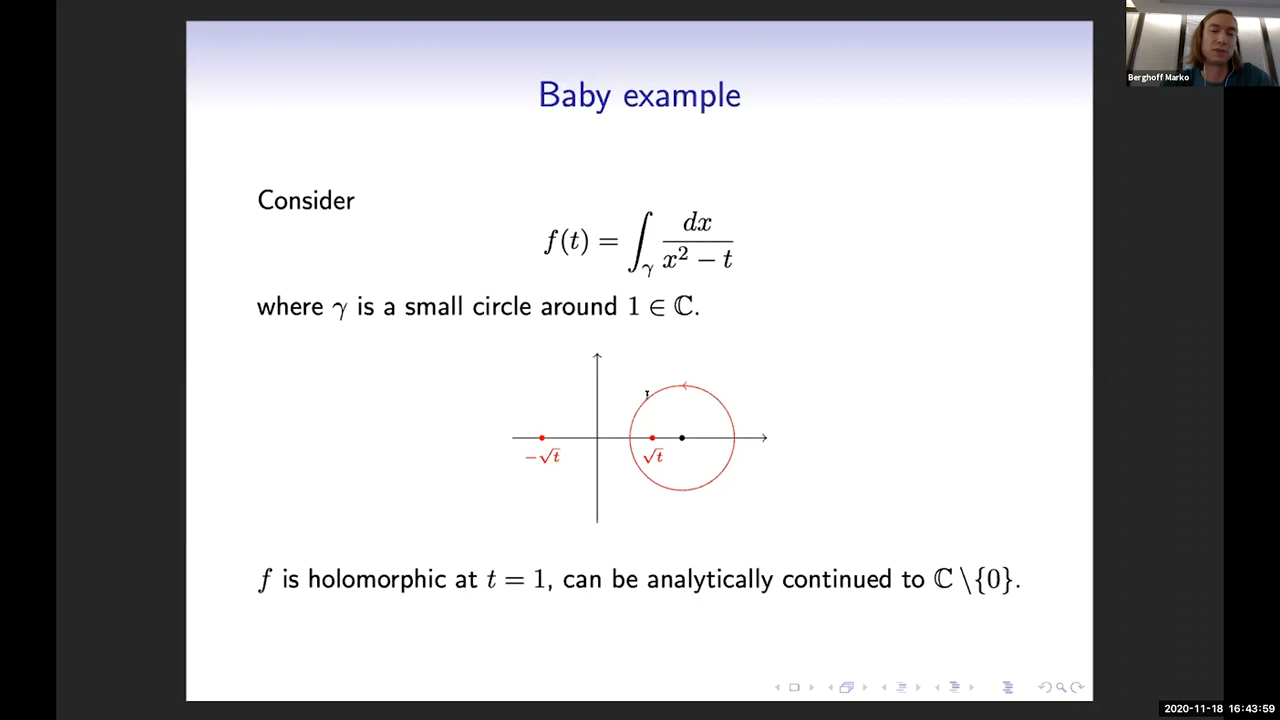 Baby example
Berghoff Marko
Consider
f(t) = ∫_γ dx / (x² − t)
where γ is a small circle around 1 ∈ ℂ.
−√t
√t
f is holomorphic at t = 1, can be analytically continued to ℂ \{0}.
2020-11-18 16:43:59